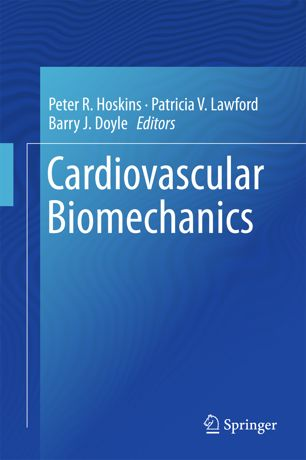 Peter R. Hoskins · Patricia V. Lawford
Barry J. Doyle Editors
Cardiovascular
Biomechanics
Springer